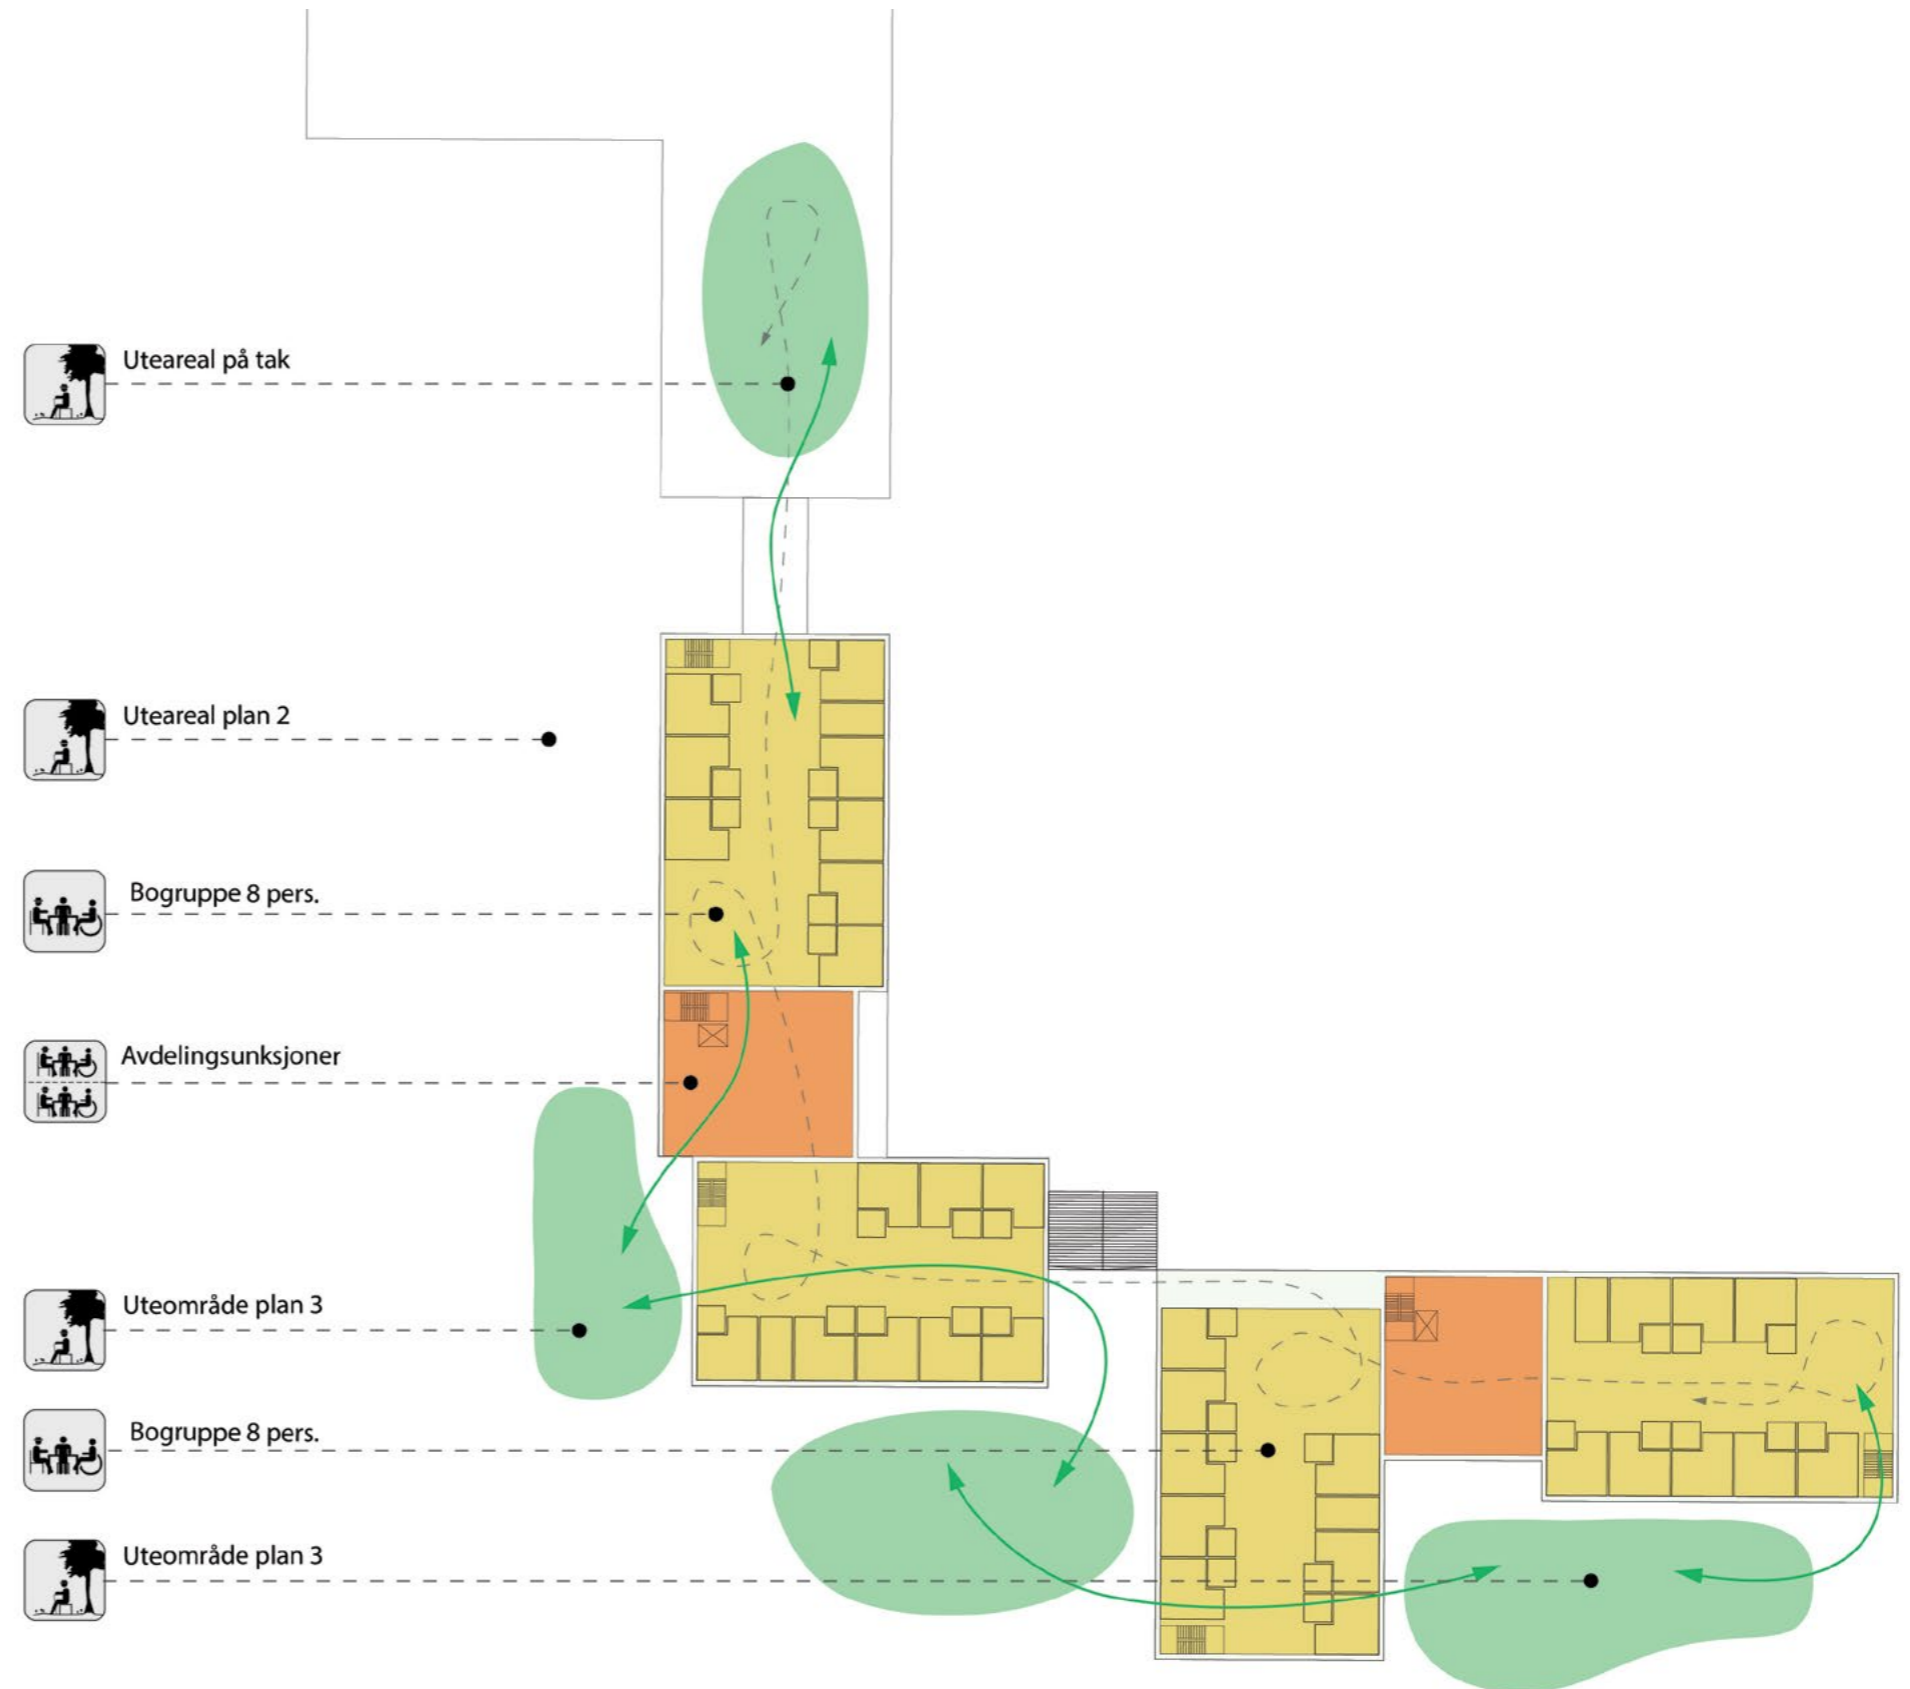 Uteareal på tak
Uteareal plan 2
Bogruppe 8 pers.
Avdelingsunksjoner
Uteområde plan 3
Bogruppe 8 pers.
Uteområde plan 3